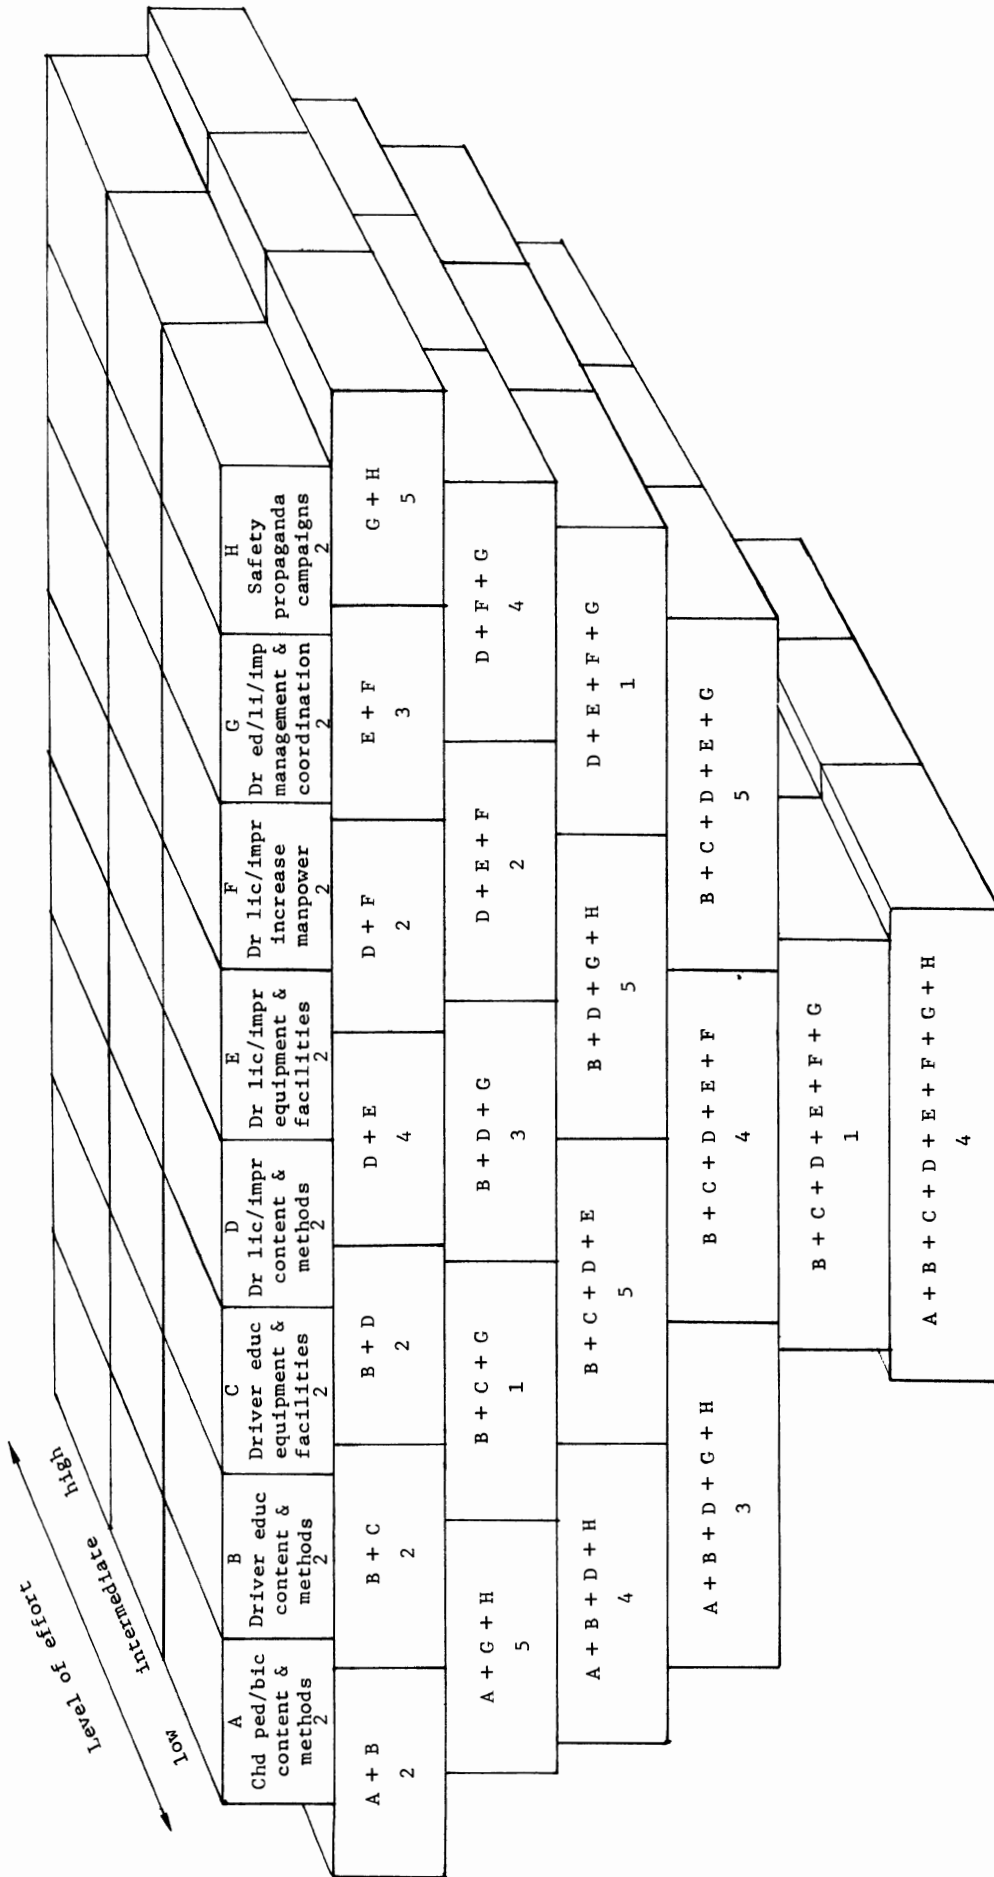 Level of effort
low
intermediate
high
A
Chd ped/bic
content &
methods
2
B
Driver educ
content &
methods
2
C
Driver educ
equipment &
facilities
2
D
Dr lic/impr
content &
methods
2
E
Dr lic/impr
equipment &
facilities
2
F
Dr lic/impr
increase
manpower
2
G
Dr ed/li/imp
management &
coordination
2
H
Safety
propaganda
campaigns
2
A + B
2
B + C
2
B + D
2
D + E
4
D + F
2
E + F
3
G + H
5
A + G + H
5
B + C + G
1
B + D + G
3
D + E + F
2
D + F + G
4
A + B + D + H
4
B + C + D + E
5
B + D + G + H
5
D + E + F + G
1
A + B + D + G + H
3
B + C + D + E + F
4
B + C + D + E + G
5
B + C + D + E + F + G
1
A + B + C + D + E + F + G + H
4